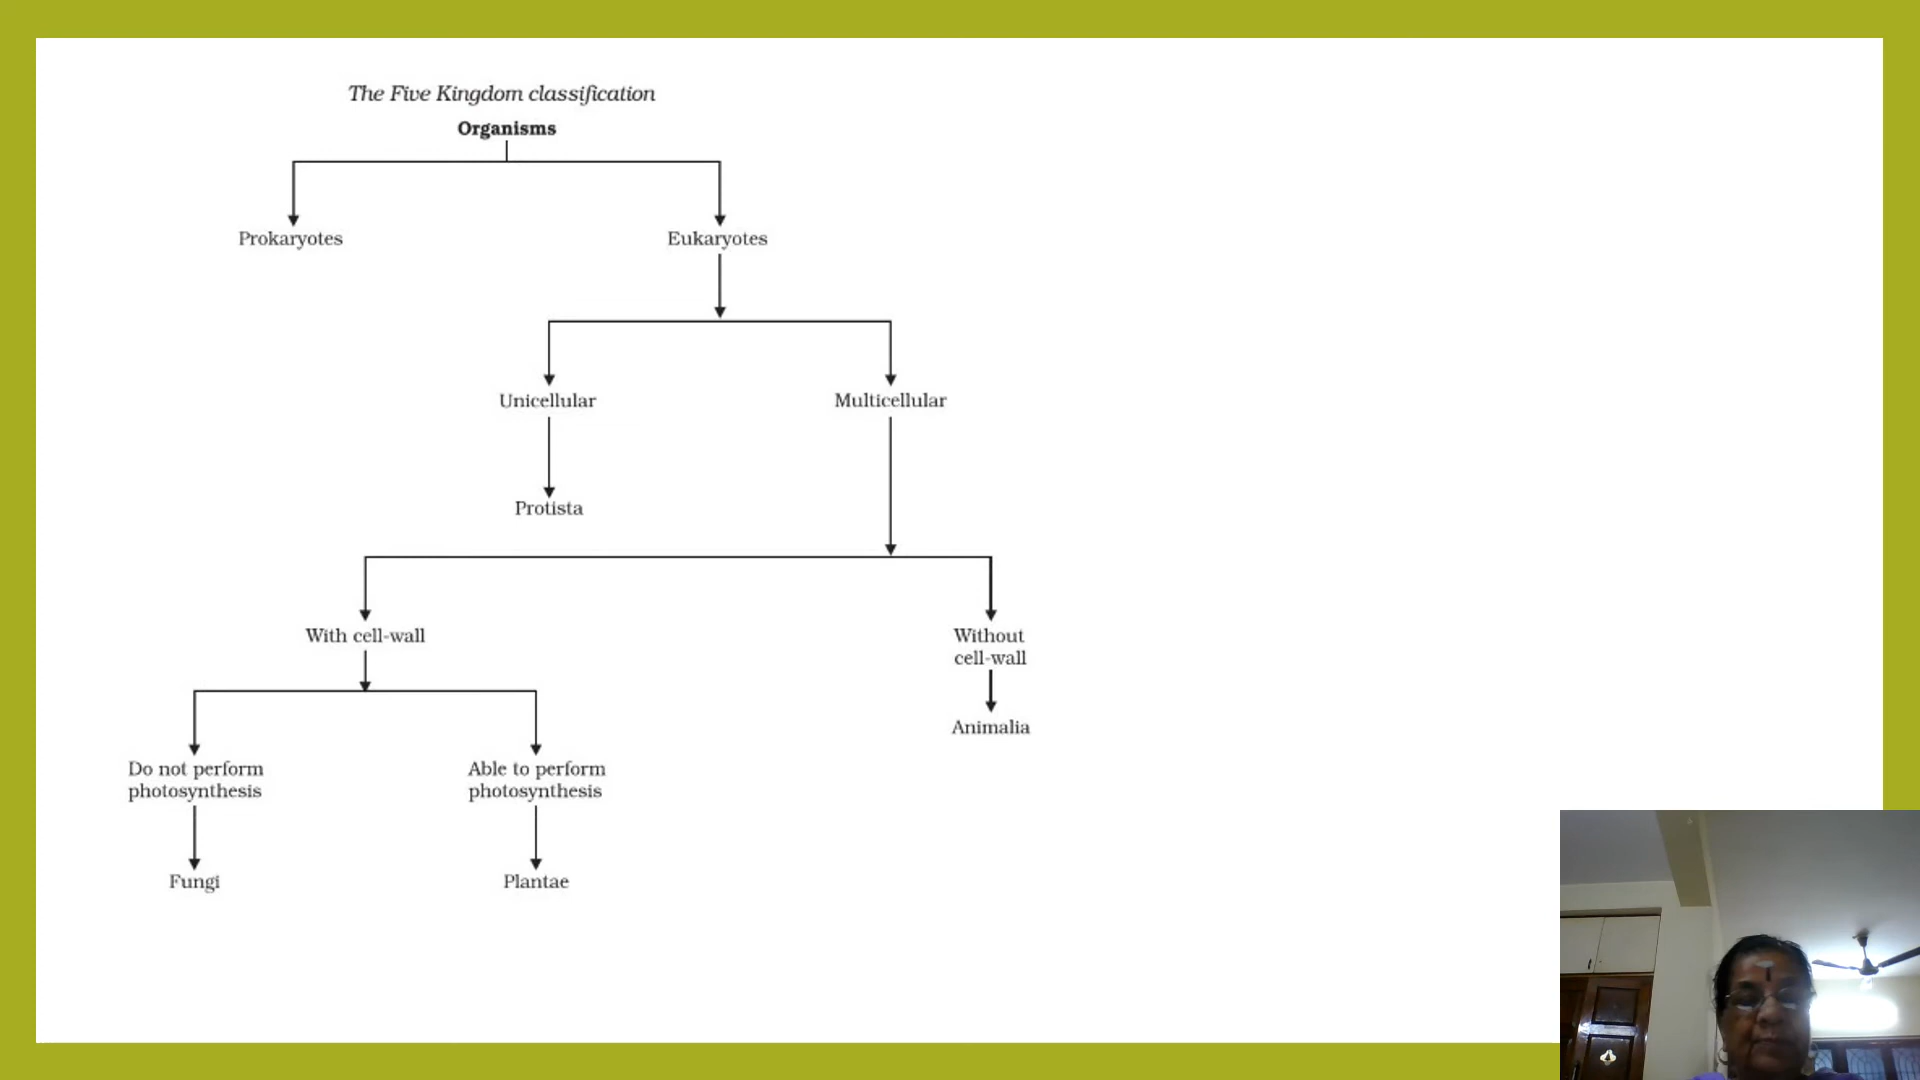 The Five Kingdom classification
Organisms
Prokaryotes
Eukaryotes
Unicellular
Multicellular
Protista
With cell-wall
Without
cell-wall
Animalia
Do not perform
photosynthesis
Able to perform
photosynthesis
Fungi
Plantae